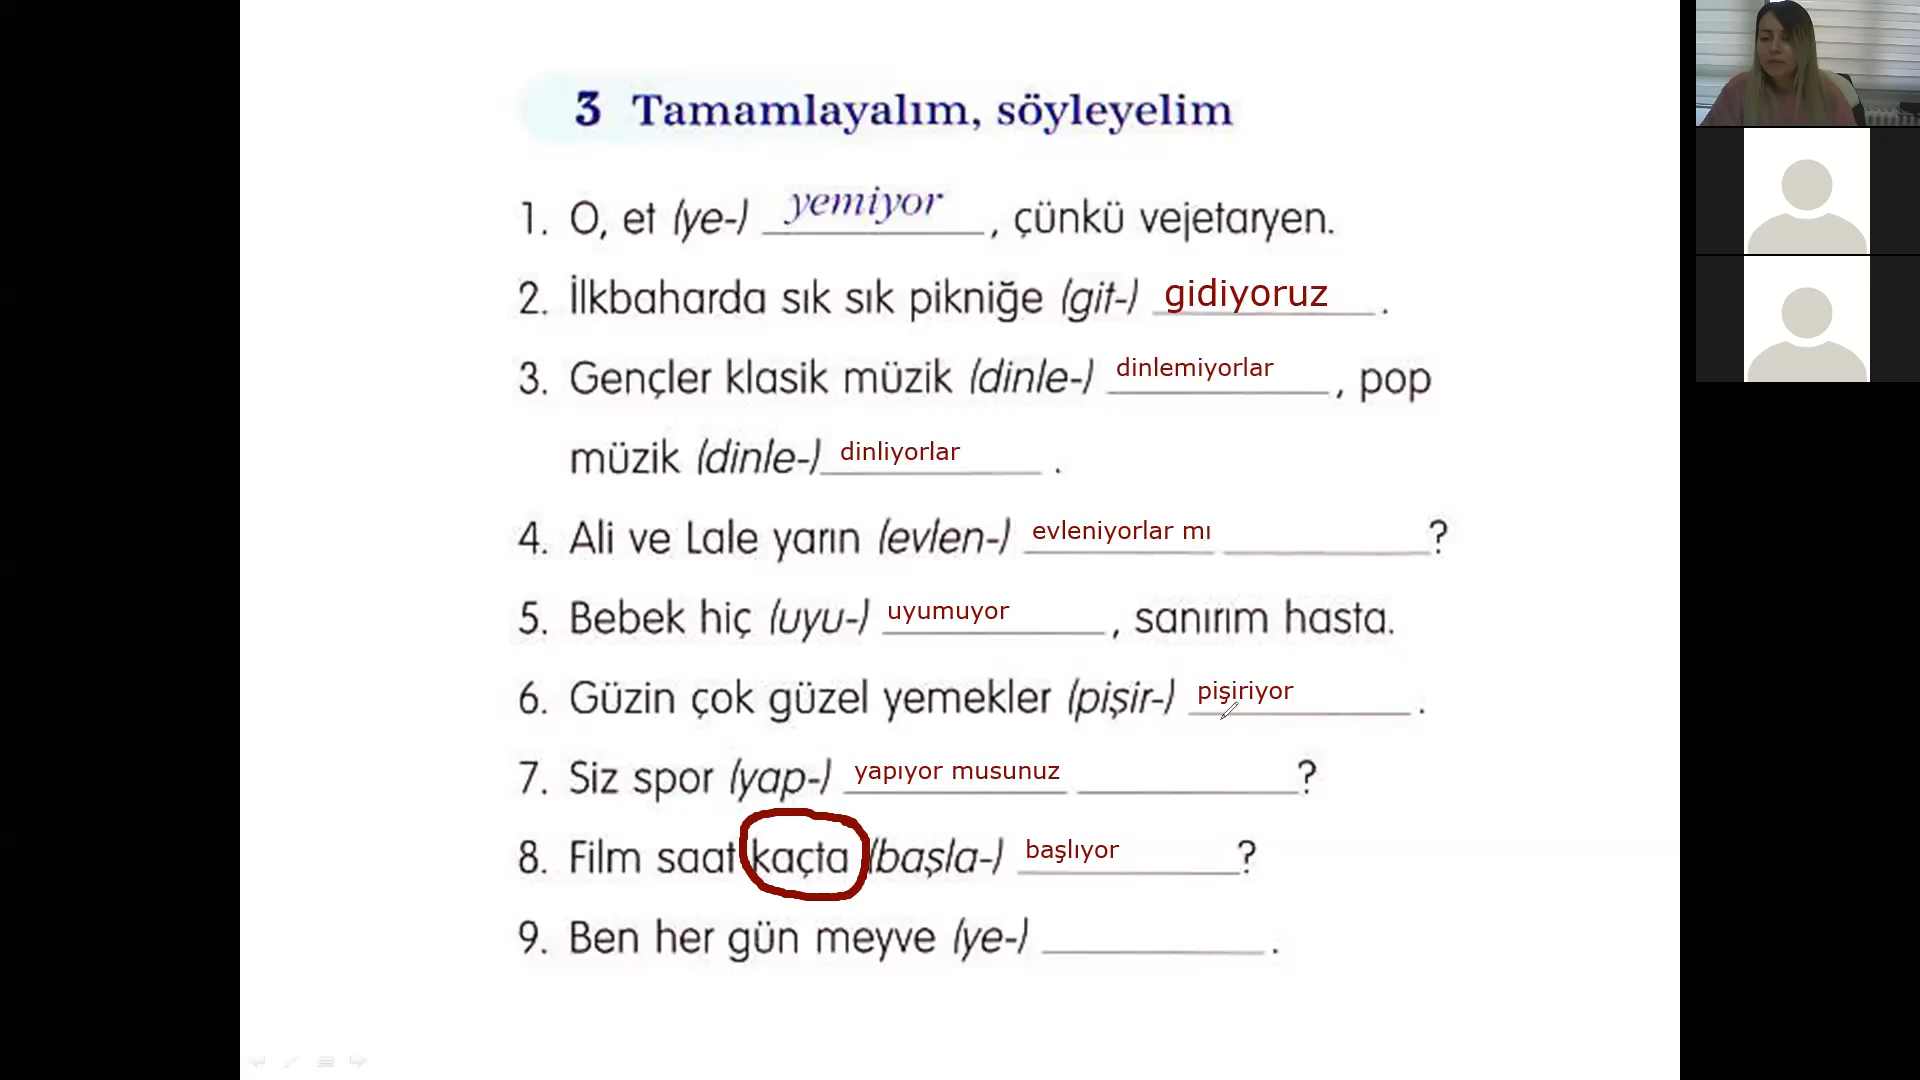 3 Tamamlayalım, söyleyelim
1. O, et (ye-) yemiyor, çünkü vejetaryen.
2. İlkbaharda sık sık pikniğe (git-) gidiyoruz.
3. Gençler klasik müzik (dinle-) dinlemiyorlar, pop
müzik (dinle-) dinliyorlar.
4. Ali ve Lale yarın (evlen-) evleniyorlar mı ?
5. Bebek hiç (uyu-) uyumuyor, sanırım hasta.
6. Güzin çok güzel yemekler (pişir-) pişiriyor.
7. Siz spor (yap-) yapıyor musunuz ?
8. Film saat kaçta (başla-) başlıyor?
9. Ben her gün meyve (ye-) .